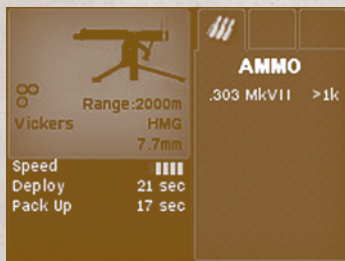 AMMO
.303 MkVII >1k
Range:2000m
Vickers HMG
7.7mm
Speed
Deploy 21 sec
Pack Up 17 sec